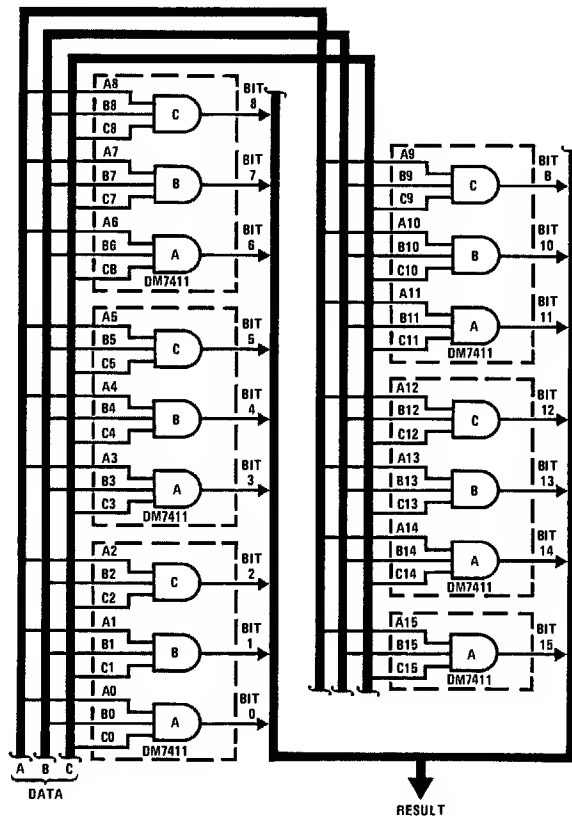 A8
B8
C8
C
BIT
8
A7
B7
C7
B
BIT
7
A6
B6
CB
A
BIT
6
DM7411
A5
B5
C5
C
BIT
5
A4
B4
C4
B
BIT
4
A3
B3
C3
A
BIT
3
DM7411
A2
B2
C2
C
BIT
2
A1
B1
C1
B
BIT
1
A0
B0
C0
A
BIT
0
DM7411
A B C
DATA
A9
B9
C9
C
BIT
B
A10
B10
C10
B
BIT
10
A11
B11
C11
A
BIT
11
DM7411
A12
B12
C12
C
BIT
12
A13
B13
C13
B
BIT
13
A14
B14
C14
A
BIT
14
DM7411
A15
B15
C15
A
BIT
15
DM7411
RESULT